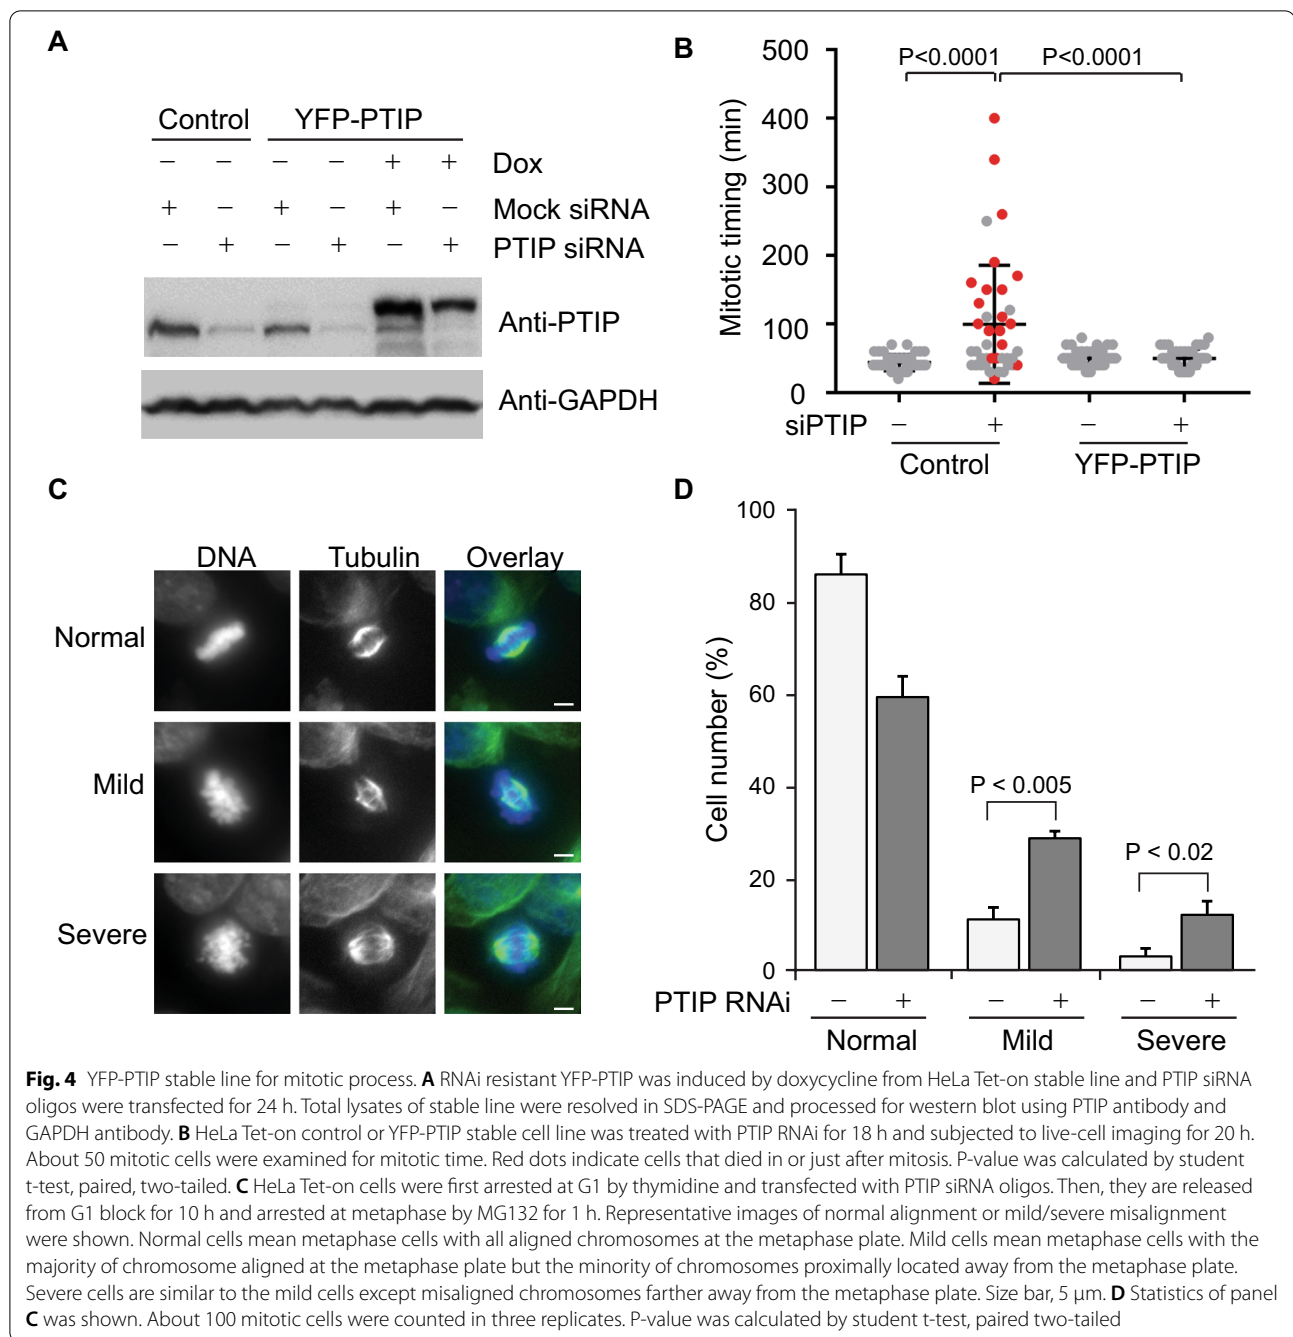 A
Control YFP-PTIP
– – – – + + Dox
+ – + – + – Mock siRNA
– + – + – + PTIP siRNA
Anti-PTIP
Anti-GAPDH
B
P<0.0001 P<0.0001
Mitotic timing (min)
500
400
300
200
100
0
siPTIP – + – +
Control YFP-PTIP
C
DNA Tubulin Overlay
Normal
Mild
Severe
D
Cell number (%)
100
80
60
40
20
0
P < 0.005
P < 0.02
PTIP RNAi – + – + – +
Normal Mild Severe
Fig. 4 YFP-PTIP stable line for mitotic process. A RNAi resistant YFP-PTIP was induced by doxycycline from HeLa Tet-on stable line and PTIP siRNA
oligos were transfected for 24 h. Total lysates of stable line were resolved in SDS-PAGE and processed for western blot using PTIP antibody and
GAPDH antibody. B HeLa Tet-on control or YFP-PTIP stable cell line was treated with PTIP RNAi for 18 h and subjected to live-cell imaging for 20 h.
About 50 mitotic cells were examined for mitotic time. Red dots indicate cells that died in or just after mitosis. P-value was calculated by student
t-test, paired, two-tailed. C HeLa Tet-on cells were first arrested at G1 by thymidine and transfected with PTIP siRNA oligos. Then, they are released
from G1 block for 10 h and arrested at metaphase by MG132 for 1 h. Representative images of normal alignment or mild/severe misalignment
were shown. Normal cells mean metaphase cells with all aligned chromosomes at the metaphase plate. Mild cells mean metaphase cells with the
majority of chromosome aligned at the metaphase plate but the minority of chromosomes proximally located away from the metaphase plate.
Severe cells are similar to the mild cells except misaligned chromosomes farther away from the metaphase plate. Size bar, 5 μm. D Statistics of panel
C was shown. About 100 mitotic cells were counted in three replicates. P-value was calculated by student t-test, paired two-tailed